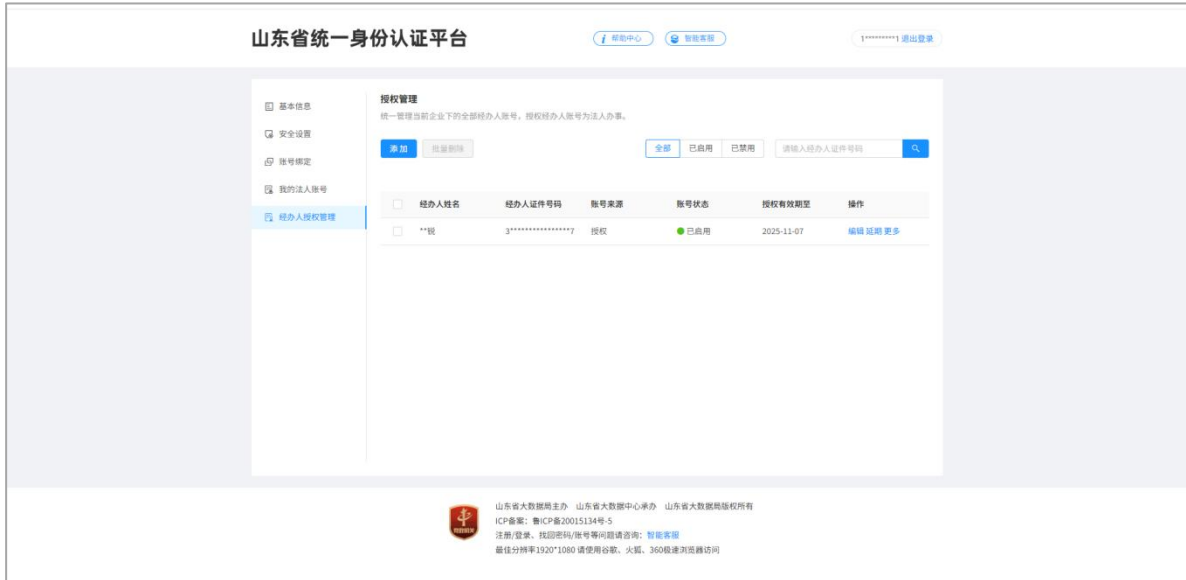 山东省统一身份认证平台
帮助中心
智能客服
1*********1 退出登录
基本信息
安全设置
账号绑定
我的法人账号
经办人授权管理
授权管理
统一管理当前企业下的全部经办人账号，授权经办人账号为法人办事。
添加 批量删除
全部 已启用 已禁用 请输入经办人证件号码
经办人姓名 经办人证件号码 账号来源 账号状态 授权有效期至 操作
**锐 3****************7 授权 已启用 2025-11-07 编辑 延期 更多
山东省大数据局主办 山东省大数据中心承办 山东省大数据局版权所有
ICP备案：鲁ICP备20015134号-5
注册/登录、找回密码/账号等问题请咨询：智能客服
最佳分辨率1920*1080 请使用谷歌、火狐、360极速浏览器访问